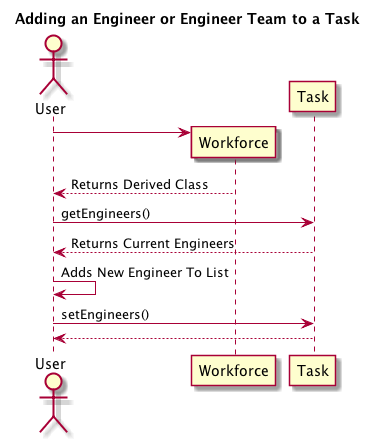 Adding an Engineer or Engineer Team to a Task
User
Task
Workforce
Returns Derived Class
getEngineers()
Returns Current Engineers
Adds New Engineer To List
setEngineers()
User
Workforce
Task